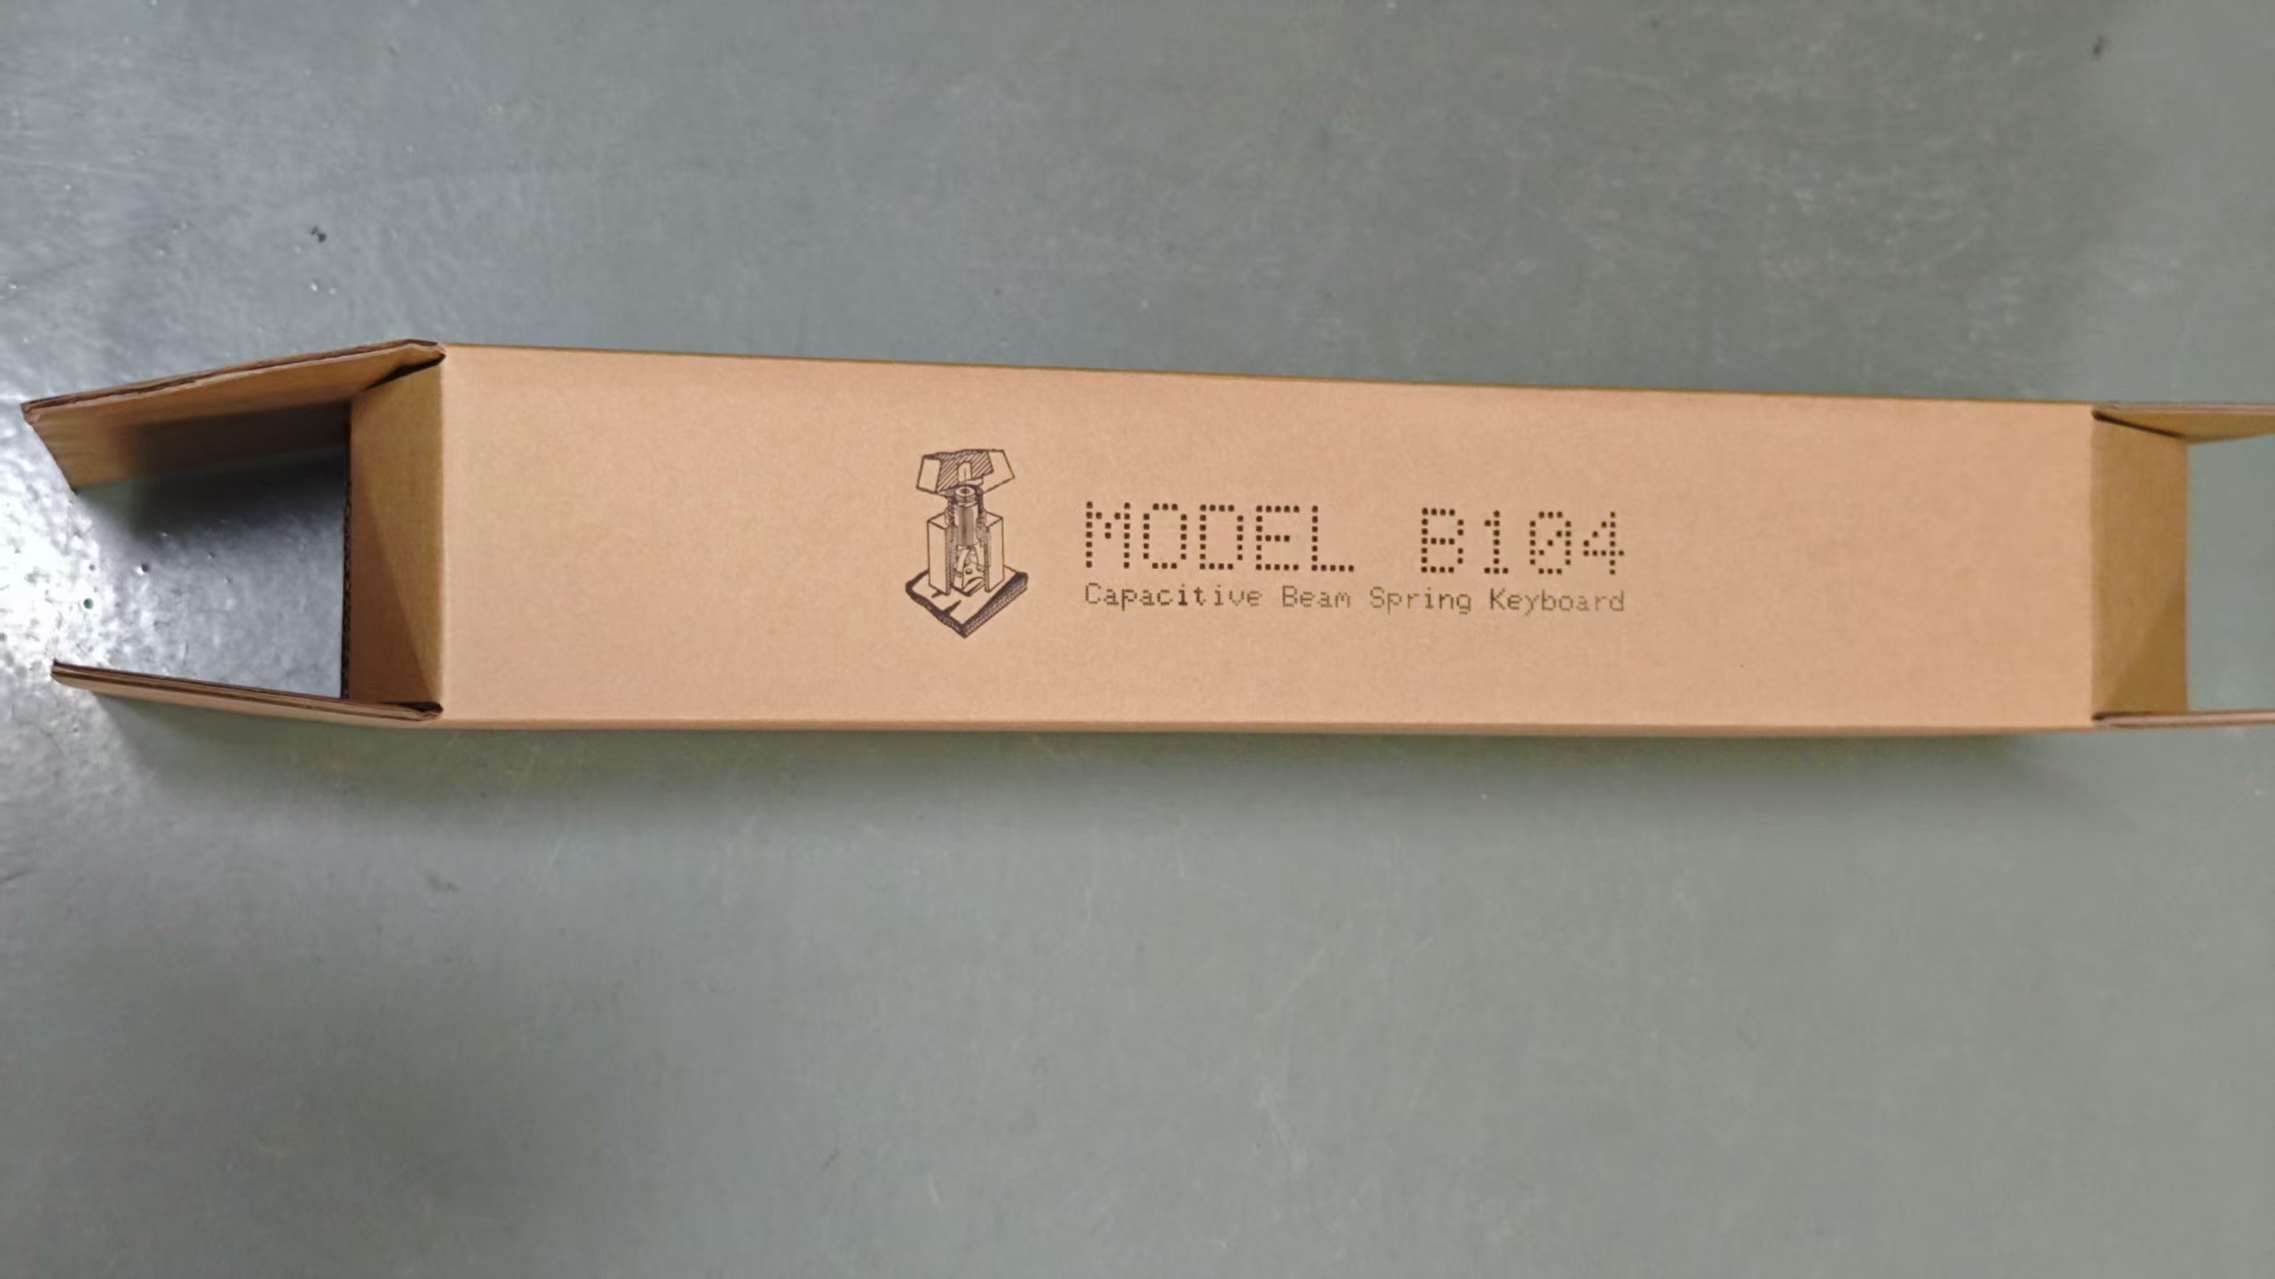 MODEL B104
Capacitive Beam Spring Keyboard